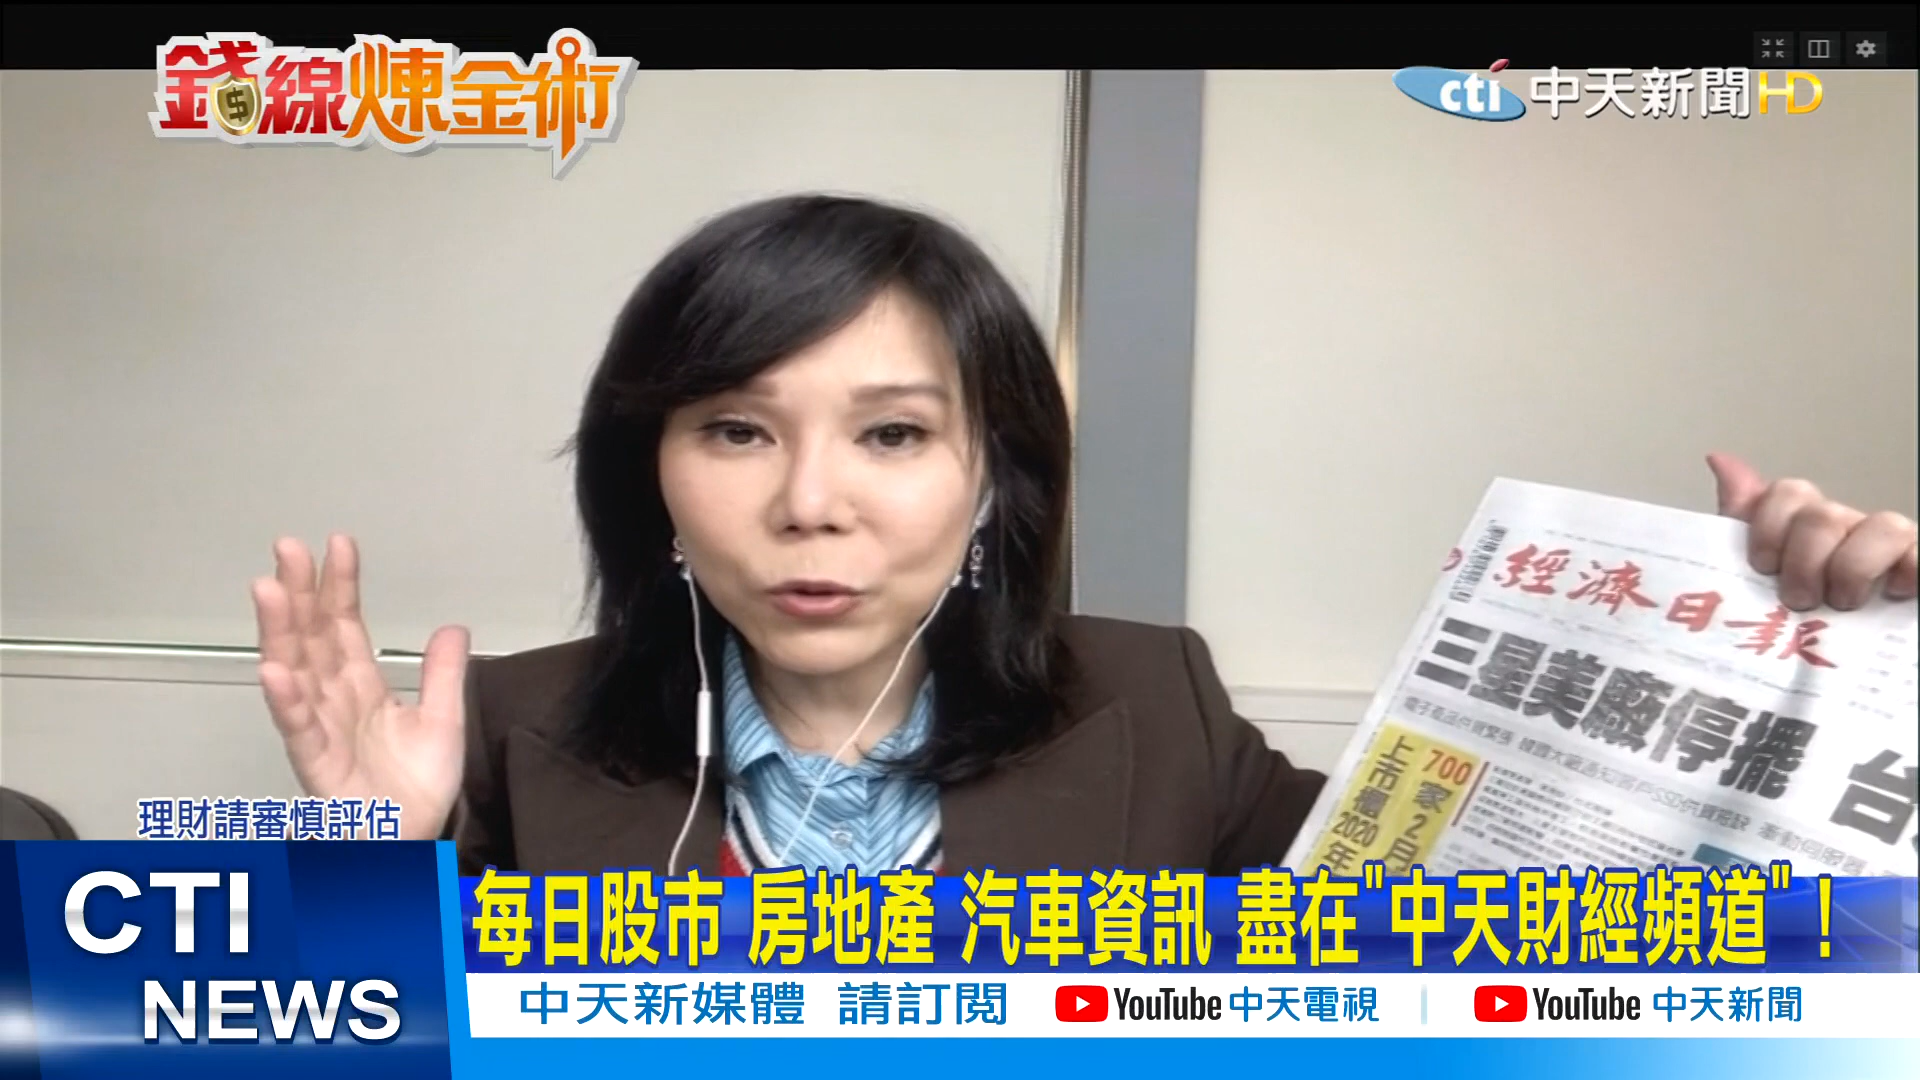 錢線煉金術
cti 中天新聞HD
經濟日報
三星美廠停擺 台
700家2月
上市櫃2020年
理財請審慎評估
CTI
NEWS
每日股市 房地產 汽車資訊 盡在"中天財經頻道"！
中天新媒體 請訂閱 YouTube 中天電視 | YouTube 中天新聞